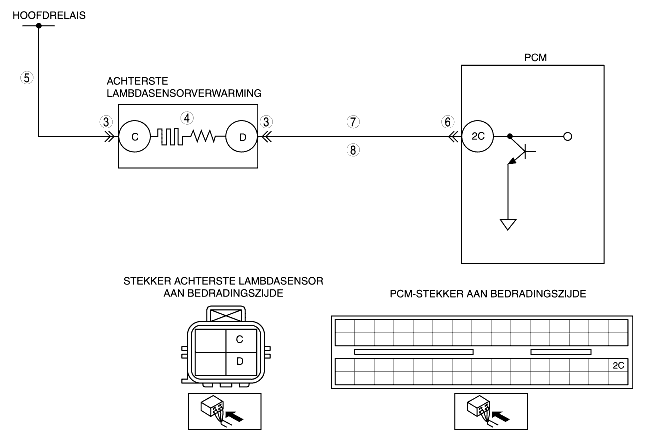 HOOFDRELAIS
PCM
5
ACHTERSTE
LAMBDASENSORVERWARMING
3
4
3
7
6
C
D
2C
8
STEKKER ACHTERSTE LAMBDASENSOR
AAN BEDRADINGSZIJDE
PCM-STEKKER AAN BEDRADINGSZIJDE
C
D
2C